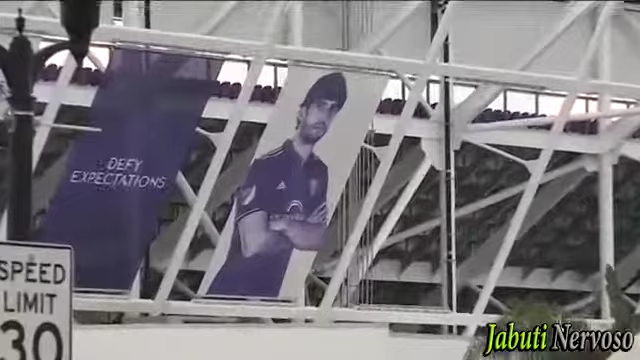 DEFY
EXPECTATIONS
SPEED
LIMIT
30
Jabuti Nervoso